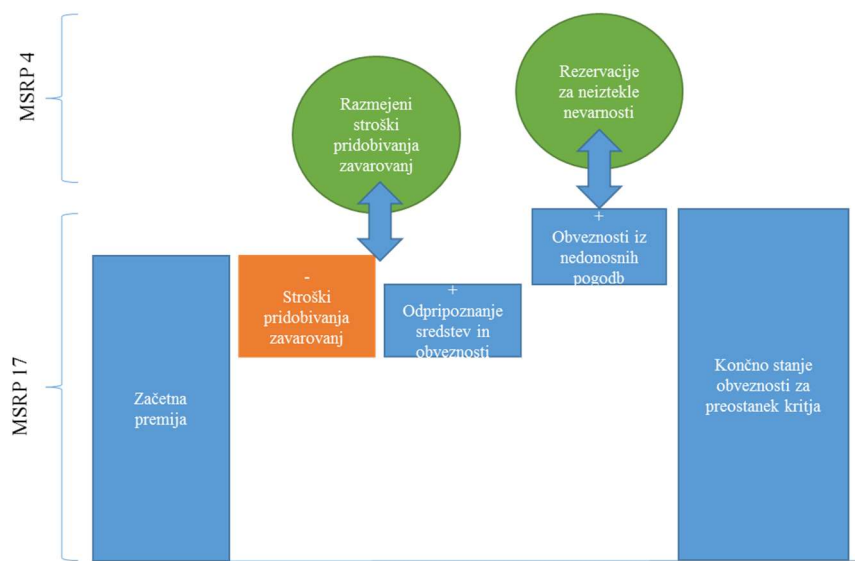 MSRP 4
Razmejeni
stroški
pridobivanja
zavarovanj
Rezervacije
za neiztekle
nevarnosti
MSRP 17
Začetna
premija
-
Stroški
pridobivanja
zavarovanj
+
Odpripoznanje
sredstev in
obveznosti
+
Obveznosti iz
nedonosnih
pogodb
Končno stanje
obveznosti za
preostanek kritja